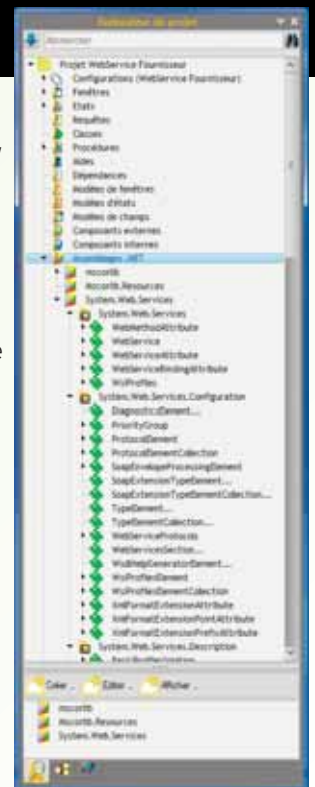 Rechercher
Projet WebService Fournisseur
Configurations (WebService Fournisseur)
Fenêtres
Etats
Requêtes
Classes
Procédures
Aides
Dépendances
Modèles de fenêtres
Modèles d'états
Modèles de champs
Composants externes
Composants internes
Assemblages .NET
mscorlib
Mscorlib.Resources
System.Web.Services
System.Web.Services
WebMethodAttribute
WebService
WebServiceAttribute
WebServiceBindingAttribute
WsiProfiles
System.Web.Services.Configuration
DiagnosticsElement...
PriorityGroup
ProtocolElement
ProtocolElementCollection
SoapEnvelopeProcessingElement
SoapExtensionTypeElement...
SoapExtensionTypeElementCollection...
TypeElement...
TypeElementCollection...
WebServiceProtocols
WebServicesSection...
WsdlHelpGeneratorElement...
WsiProfilesElement
WsiProfilesElementCollection
XmlFormatExtensionAttribute
XmlFormatExtensionPointAttribute
XmlFormatExtensionPrefixAttribute
System.Web.Services.Description
Créer
Editer
Afficher
mscorlib
Mscorlib.Resources
System.Web.Services